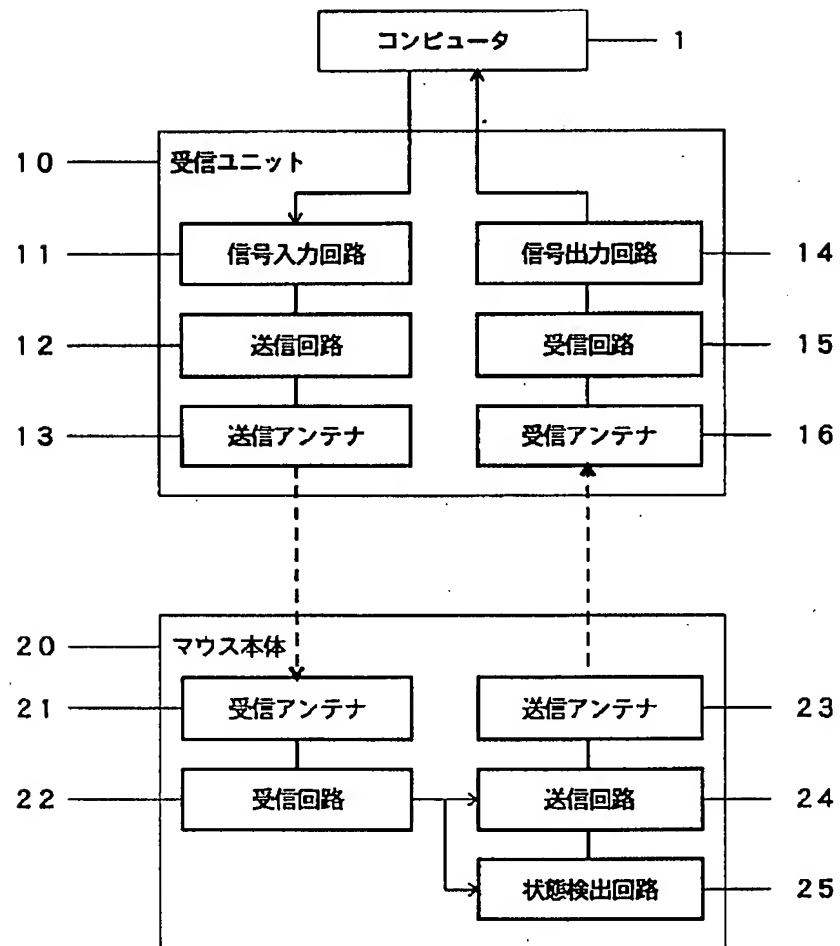 コンピュータ 1
10 受信ユニット
11 信号入力回路 信号出力回路 14
12 送信回路 受信回路 15
13 送信アンテナ 受信アンテナ 16
20 マウス本体
21 受信アンテナ 送信アンテナ 23
22 受信回路 送信回路 24
状態検出回路 25